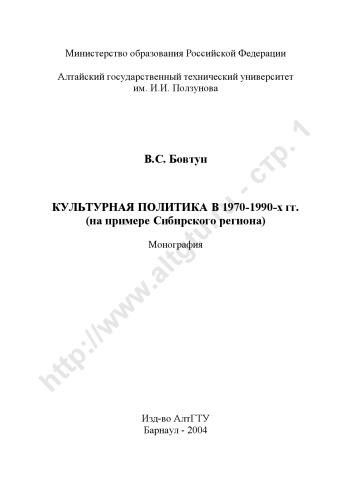 Министерство образования Российской Федерации
Алтайский государственный технический университет
им. И.И. Ползунова
В.С. Бовтун
КУЛЬТУРНАЯ ПОЛИТИКА В 1970-1990-х гг.
(на примере Сибирского региона)
Монография
Изд-во АлтГТУ
Барнаул - 2004
http://www.altgtu.ru - стр. 1